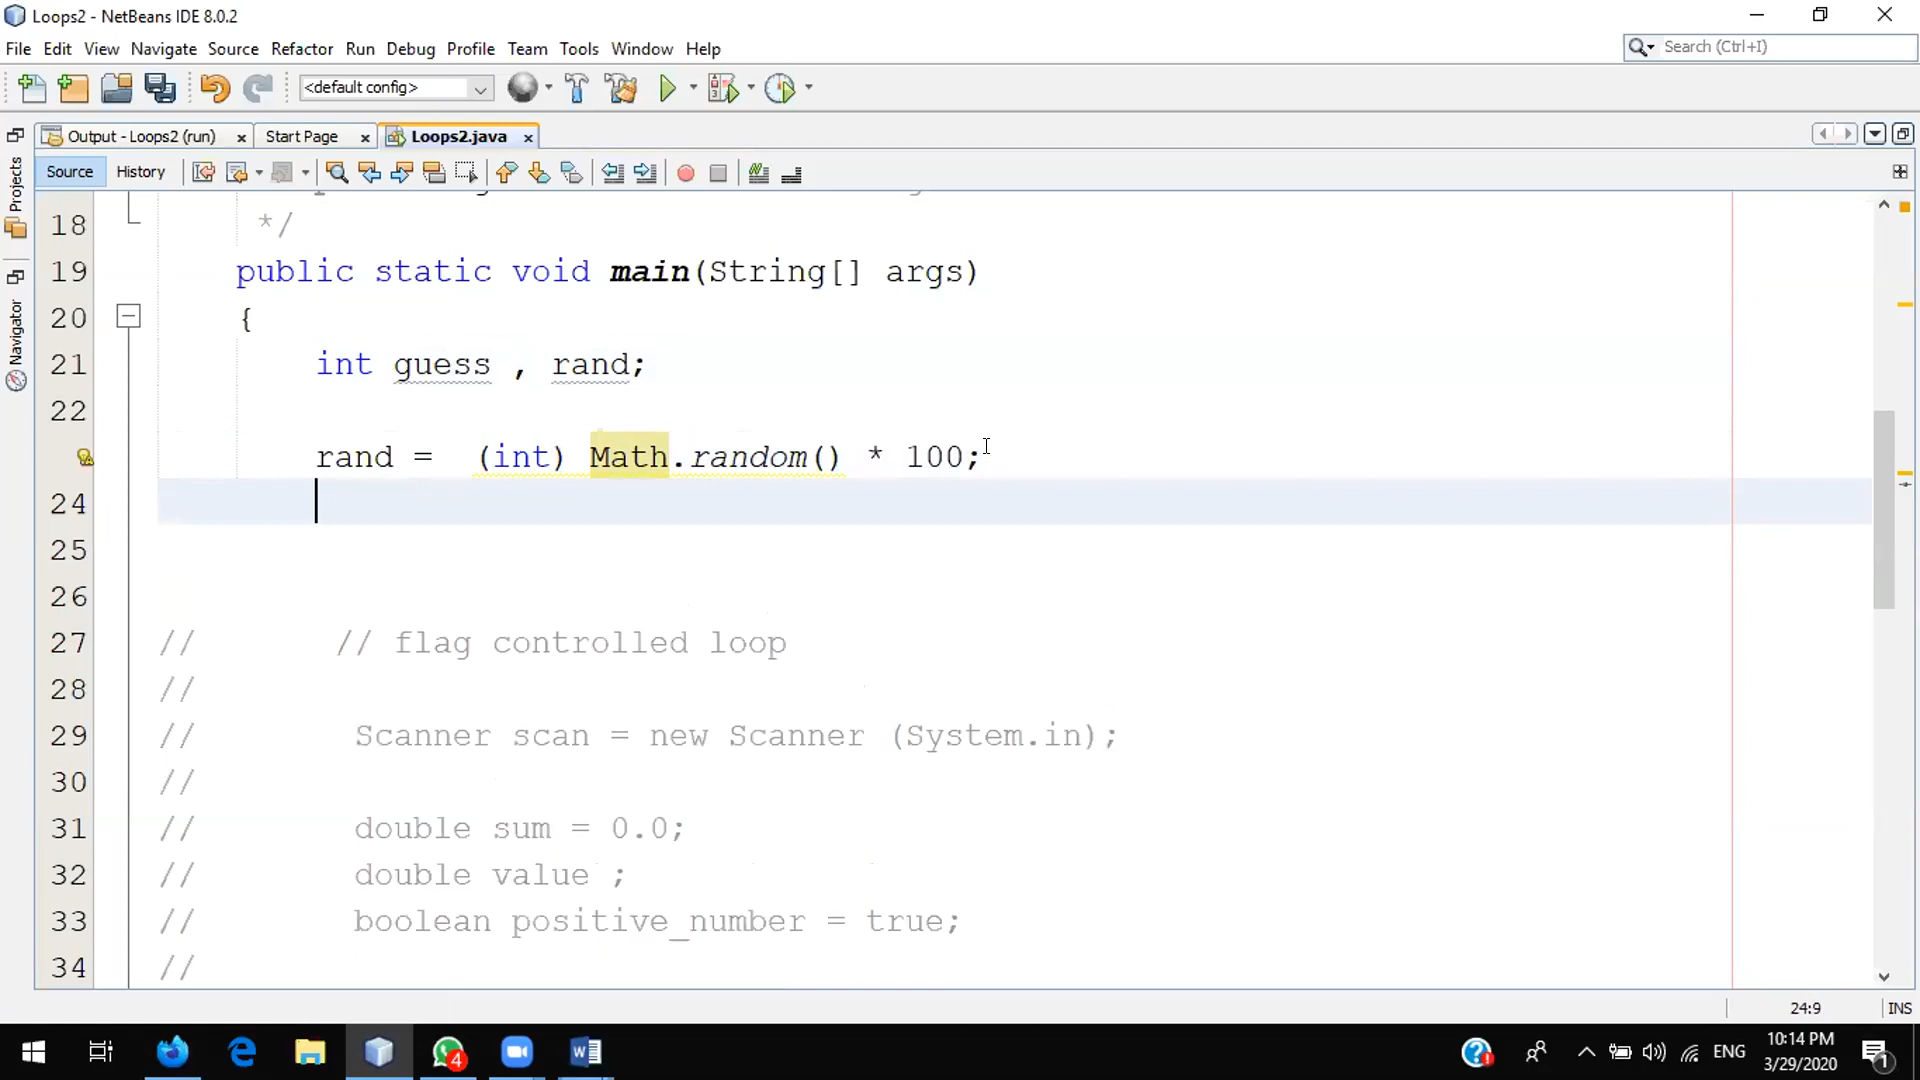 Loops2 - NetBeans IDE 8.0.2
File Edit View Navigate Source Refactor Run Debug Profile Team Tools Window Help
Search (Ctrl+I)
<default config>
Output - Loops2 (run) Start Page Loops2.java
Source History
Projects
Navigator
18 */
19 public static void main(String[] args)
20 {
21 int guess , rand;
22
rand = (int) Math.random() * 100;
24
25
26
27 // // flag controlled loop
28 //
29 // Scanner scan = new Scanner (System.in);
30 //
31 // double sum = 0.0;
32 // double value ;
33 // boolean positive_number = true;
34 //
24:9 INS
4
ENG
10:14 PM
3/29/2020
1